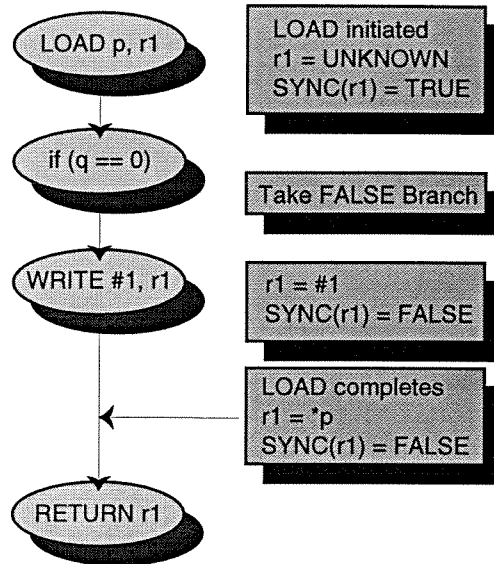 LOAD p, r1
LOAD initiated
r1 = UNKNOWN
SYNC(r1) = TRUE
if (q == 0)
Take FALSE Branch
WRITE #1, r1
r1 = #1
SYNC(r1) = FALSE
LOAD completes
r1 = *p
SYNC(r1) = FALSE
RETURN r1